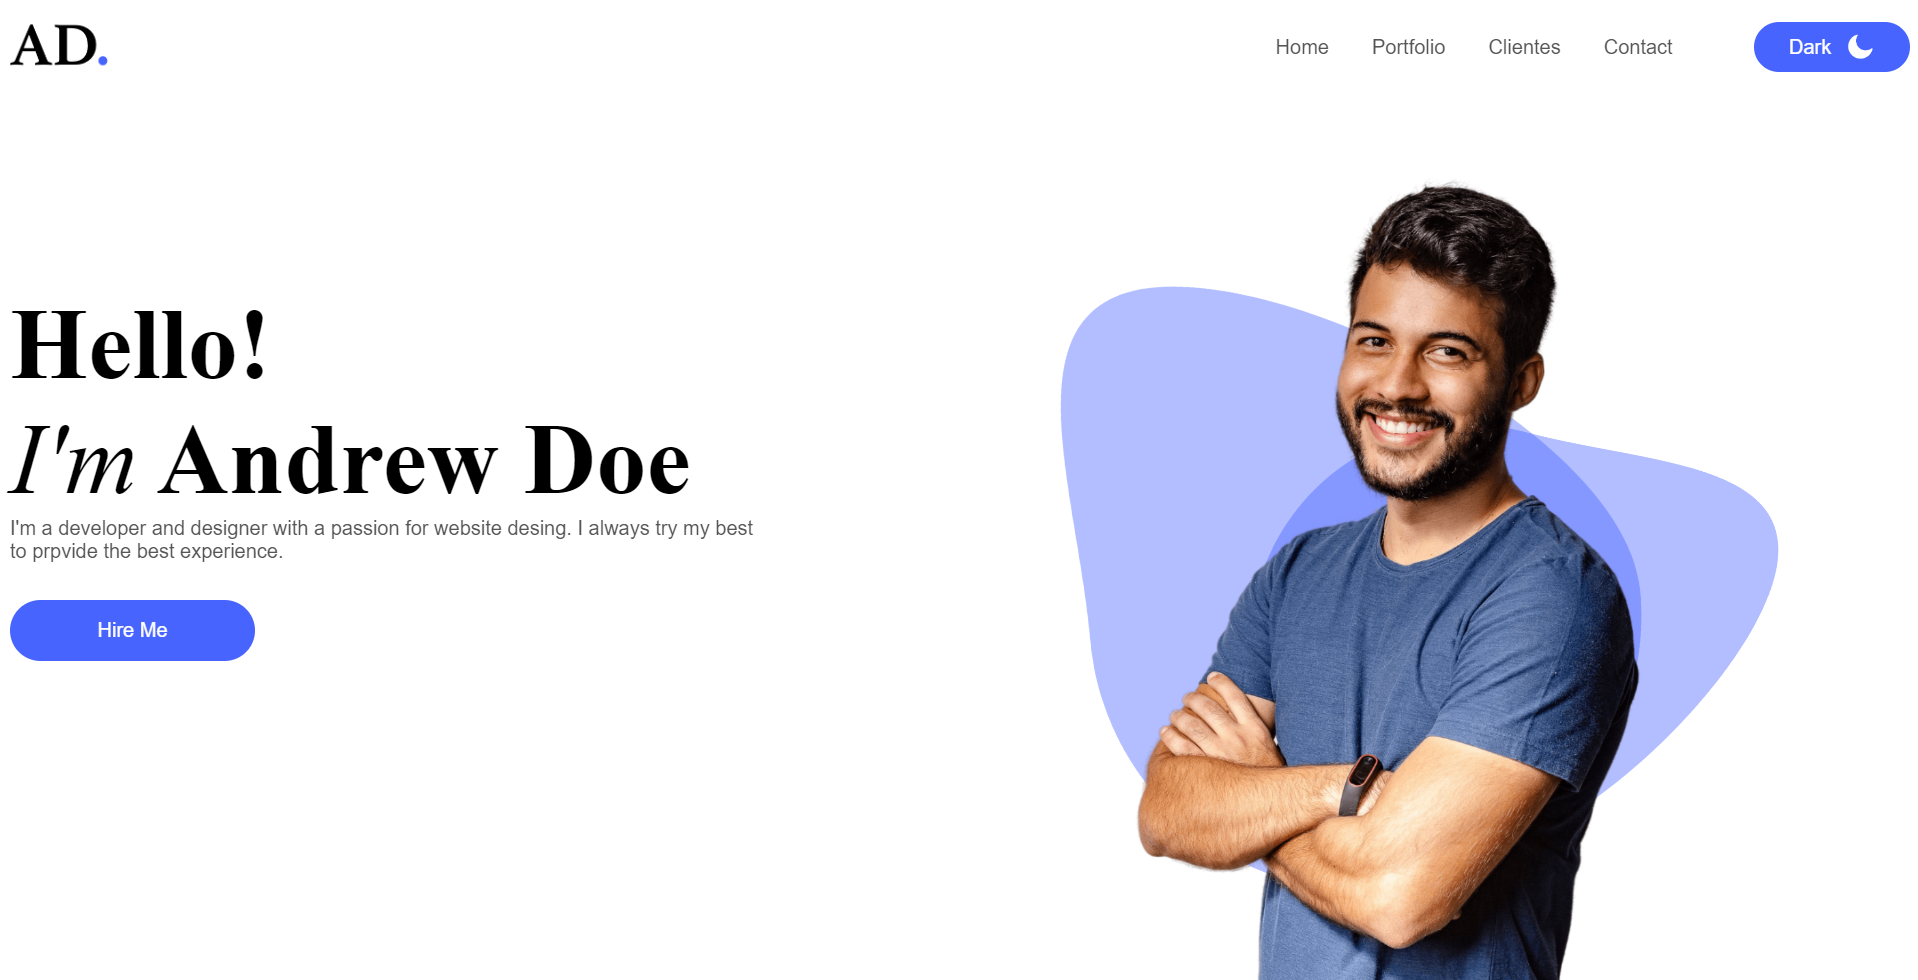 AD.
Home Portfolio Clientes Contact Dark
Hello!
I'm Andrew Doe
I'm a developer and designer with a passion for website desing. I always try my best
to prpvide the best experience.
Hire Me